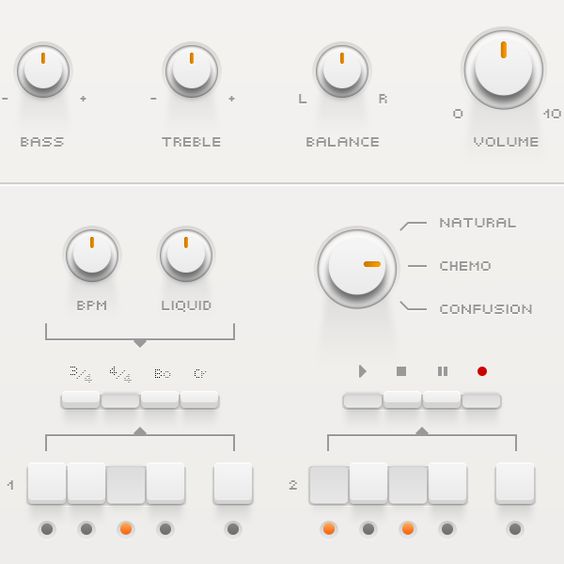 - +
- +
L R
0 10
BASS TREBLE BALANCE VOLUME
NATURAL
CHEMO
CONFUSION
BPM LIQUID
3/4 4/4 Bo Cr
1
2